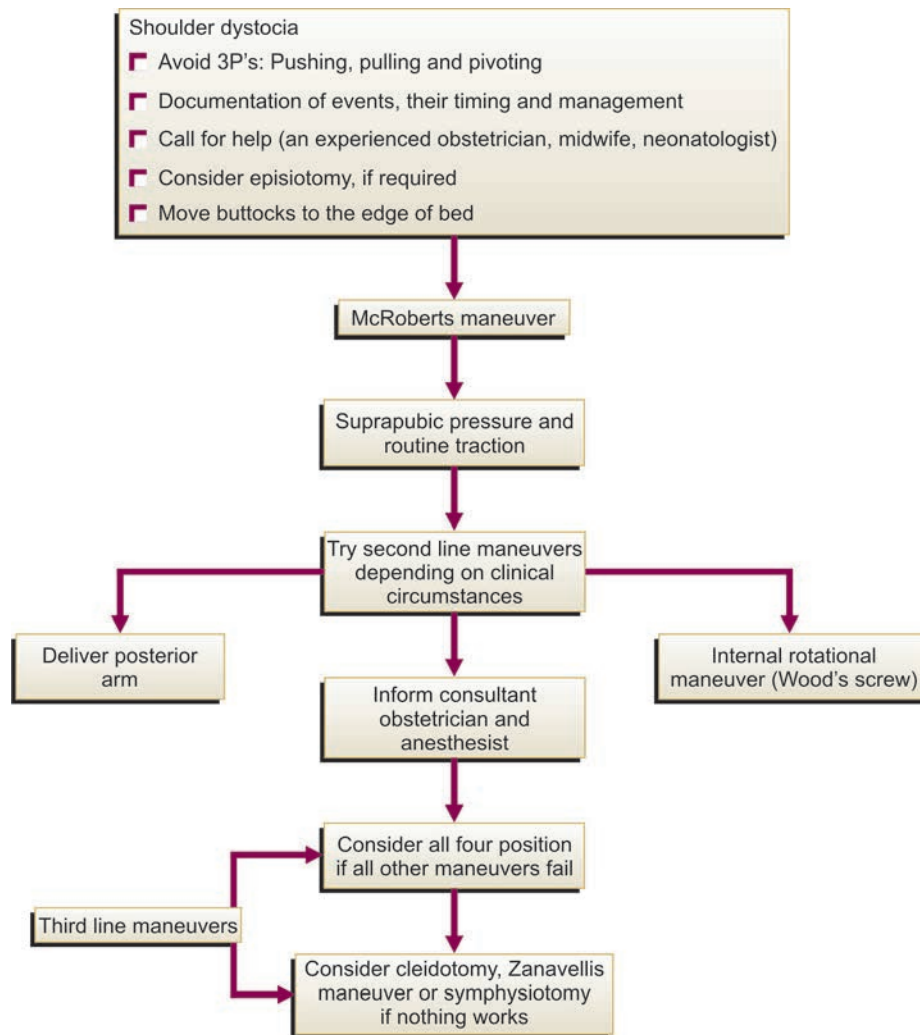 Shoulder dystocia
Avoid 3P's: Pushing, pulling and pivoting
Documentation of events, their timing and management
Call for help (an experienced obstetrician, midwife, neonatologist)
Consider episiotomy, if required
Move buttocks to the edge of bed
McRoberts maneuver
Suprapubic pressure and
routine traction
Try second line maneuvers
depending on clinical
circumstances
Deliver posterior
arm
Internal rotational
maneuver (Wood's screw)
Inform consultant
obstetrician and
anesthesist
Consider all four position
if all other maneuvers fail
Third line maneuvers
Consider cleidotomy, Zanavellis
maneuver or symphysiotomy
if nothing works